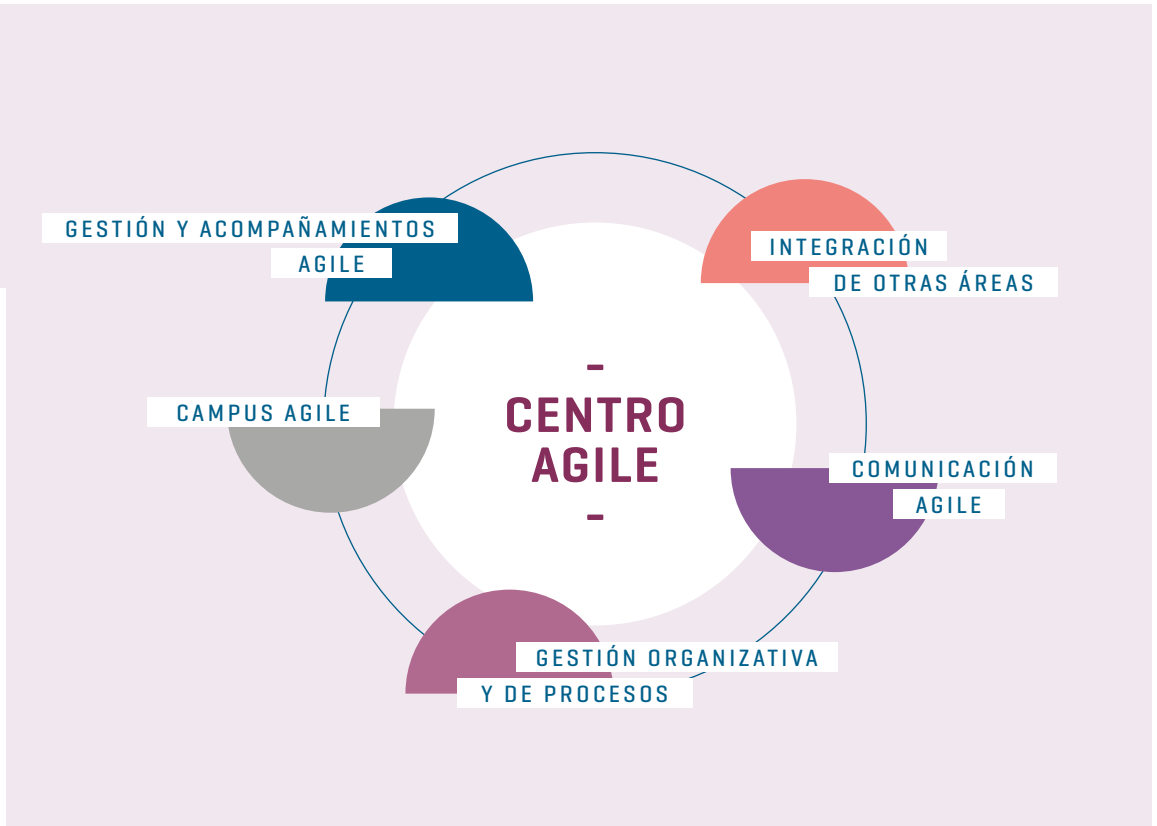 GESTIÓN Y ACOMPAÑAMIENTOS
AGILE
INTEGRACIÓN
DE OTRAS ÁREAS
CAMPUS AGILE
-
CENTRO
AGILE
-
COMUNICACIÓN
AGILE
GESTIÓN ORGANIZATIVA
Y DE PROCESOS